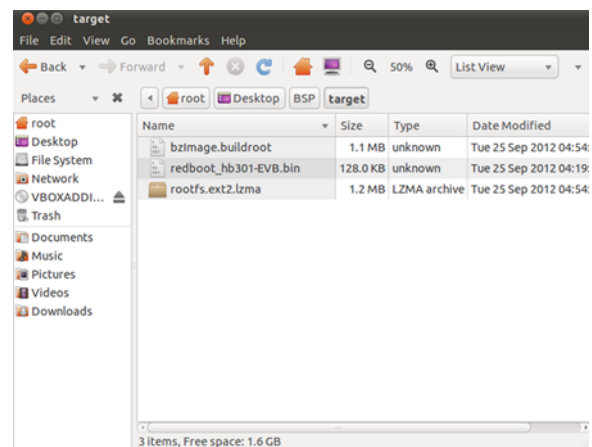 target
File Edit View Go Bookmarks Help
Back Forward 50% List View
Places root Desktop BSP target
Name Size Type Date Modified
root
Desktop
File System
Network
VBOXADDI...
Trash
Documents
Music
Pictures
Videos
Downloads
bzImage.buildroot 1.1 MB unknown Tue 25 Sep 2012 04:54:
redboot_hb301-EVB.bin 128.0 KB unknown Tue 25 Sep 2012 04:19:
rootfs.ext2.lzma 1.2 MB LZMA archive Tue 25 Sep 2012 04:54:
3 items, Free space: 1.6 GB